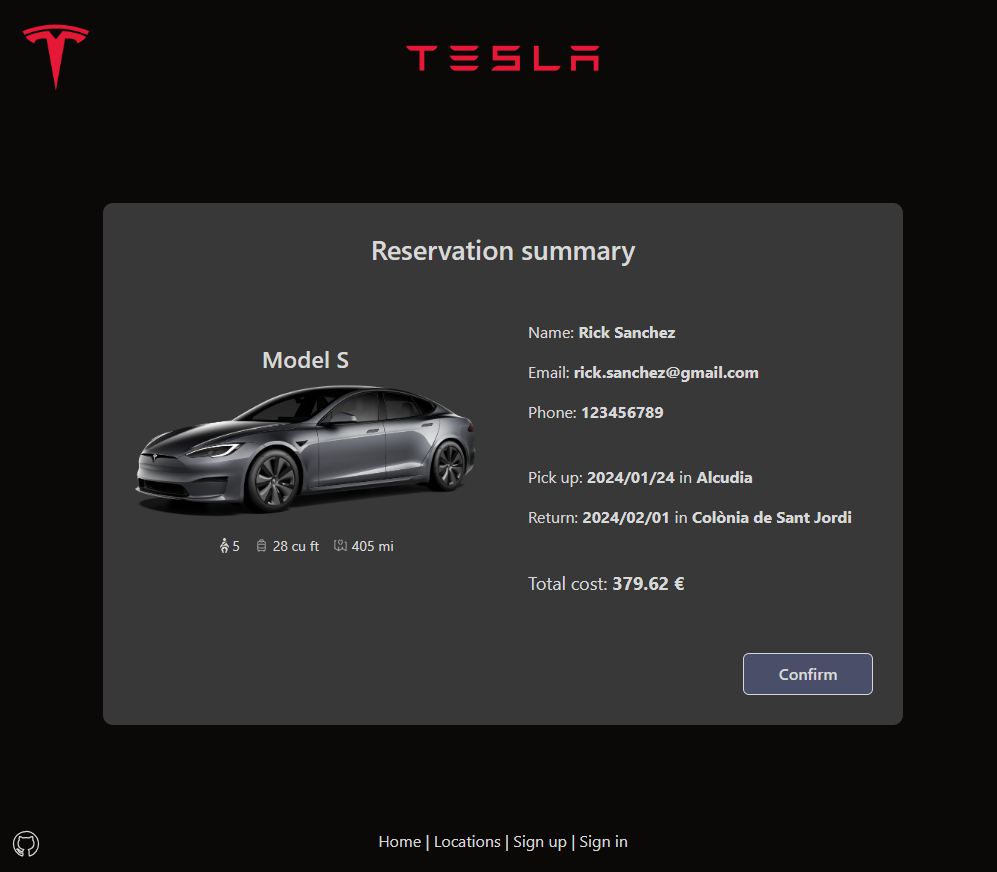 TESLA
Reservation summary
Model S
5 28 cu ft 405 mi
Name: Rick Sanchez
Email: rick.sanchez@gmail.com
Phone: 123456789
Pick up: 2024/01/24 in Alcudia
Return: 2024/02/01 in Colònia de Sant Jordi
Total cost: 379.62 €
Confirm
Home | Locations | Sign up | Sign in